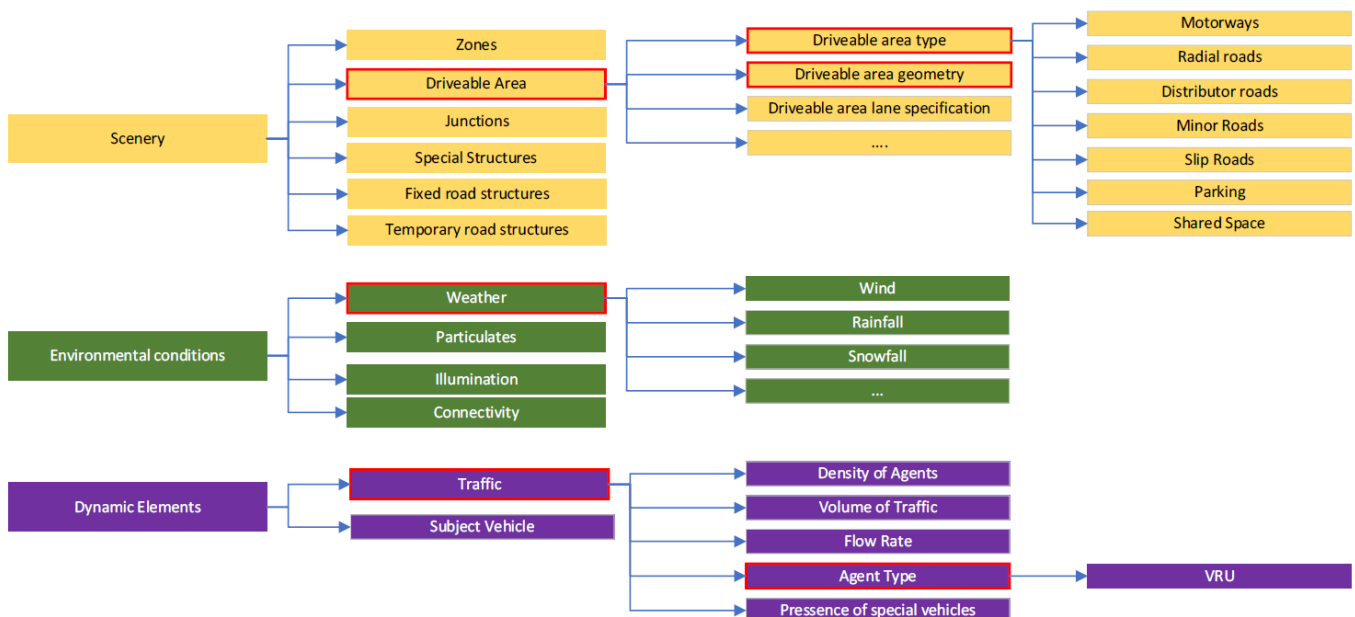 Scenery
Zones
Driveable Area
Junctions
Special Structures
Fixed road structures
Temporary road structures
Driveable area type
Driveable area geometry
Driveable area lane specification
....
Motorways
Radial roads
Distributor roads
Minor Roads
Slip Roads
Parking
Shared Space
Environmental conditions
Weather
Particulates
Illumination
Connectivity
Wind
Rainfall
Snowfall
...
Dynamic Elements
Traffic
Subject Vehicle
Density of Agents
Volume of Traffic
Flow Rate
Agent Type
Pressence of special vehicles
VRU